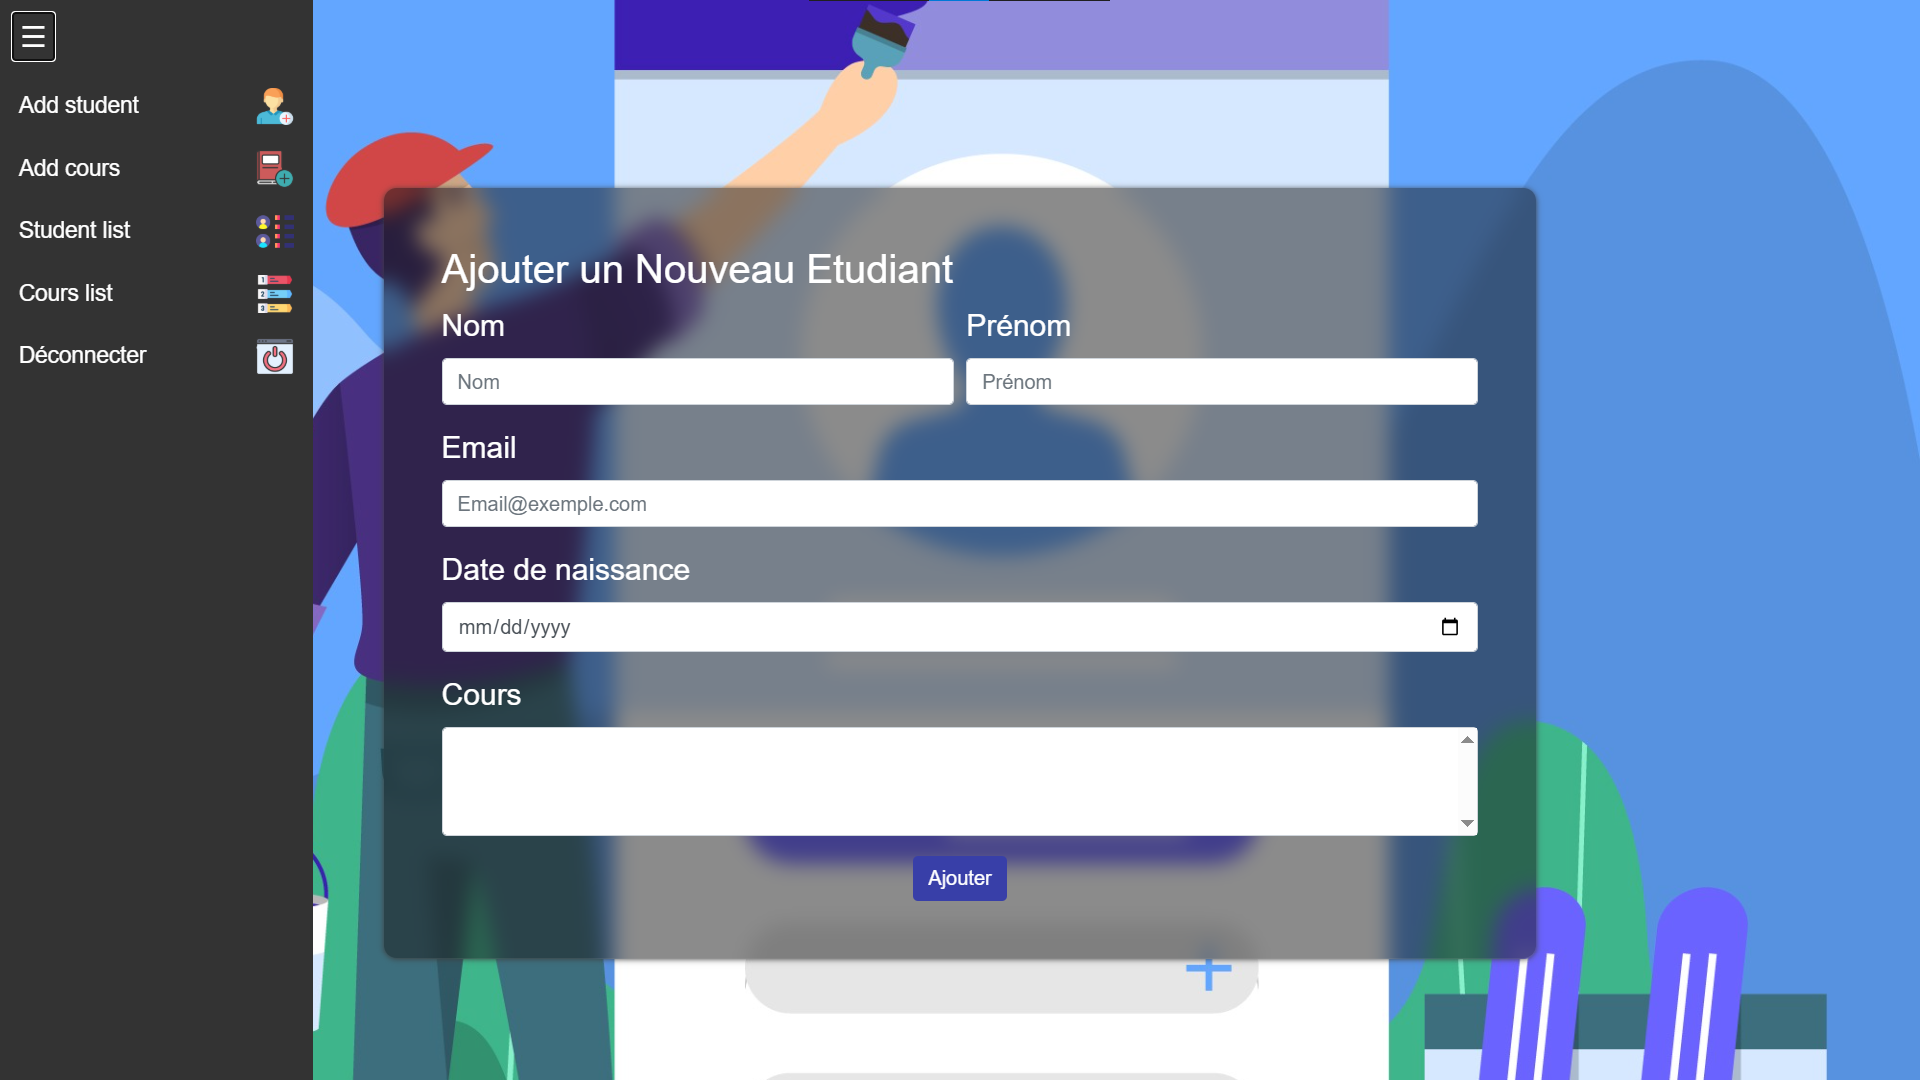 ☰
Add student
Add cours
Student list
Cours list
Déconnecter
Ajouter un Nouveau Etudiant
Nom
Prénom
Nom
Prénom
Email
Email@exemple.com
Date de naissance
mm/dd/yyyy
Cours
Ajouter